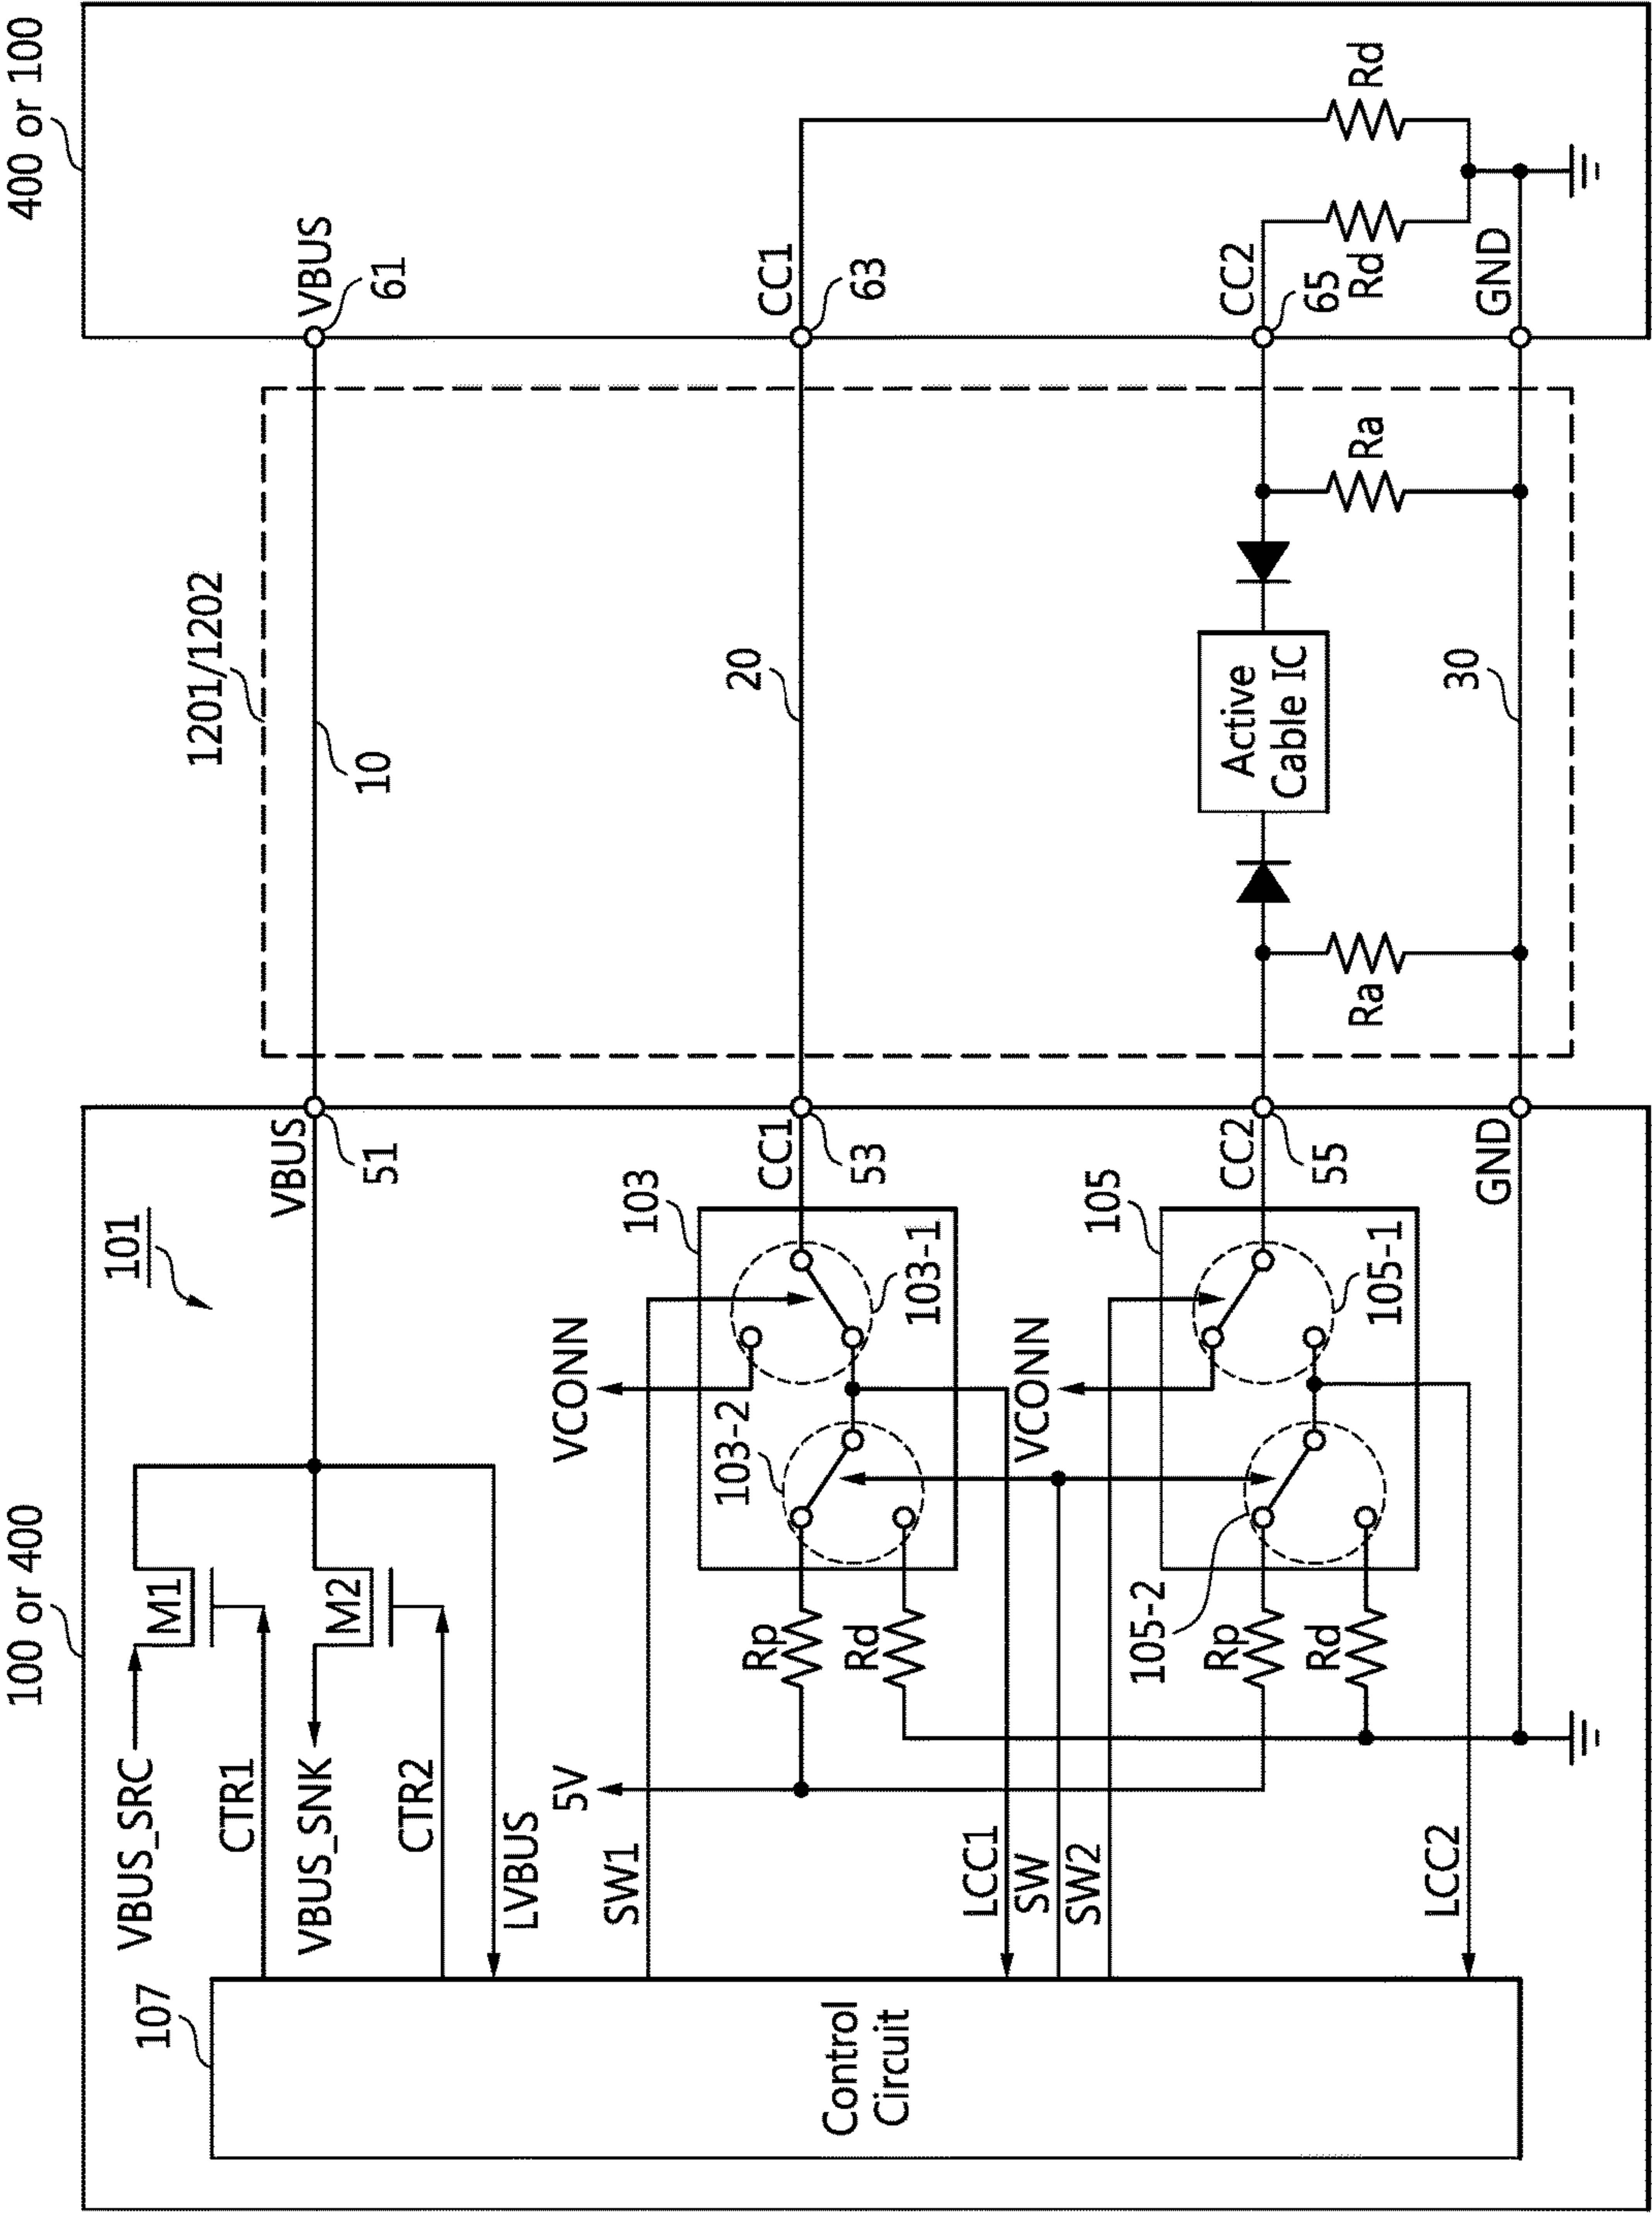 100 or 400
101
107
Control
Circuit
VBUS_SRC
CTR1
VBUS_SNK
CTR2
LVBUS
M1
M2
VBUS
51
5V
SW1
LCC1
SW
SW2
LCC2
Rp
Rd
Rp
Rd
VCONN
103
103-1
103-2
CC1
53
VCONN
105
105-1
105-2
CC2
55
GND
1201/1202
10
20
30
Ra
Active
Cable IC
Ra
400 or 100
VBUS
61
CC1
63
CC2
65
Rd
Rd
GND